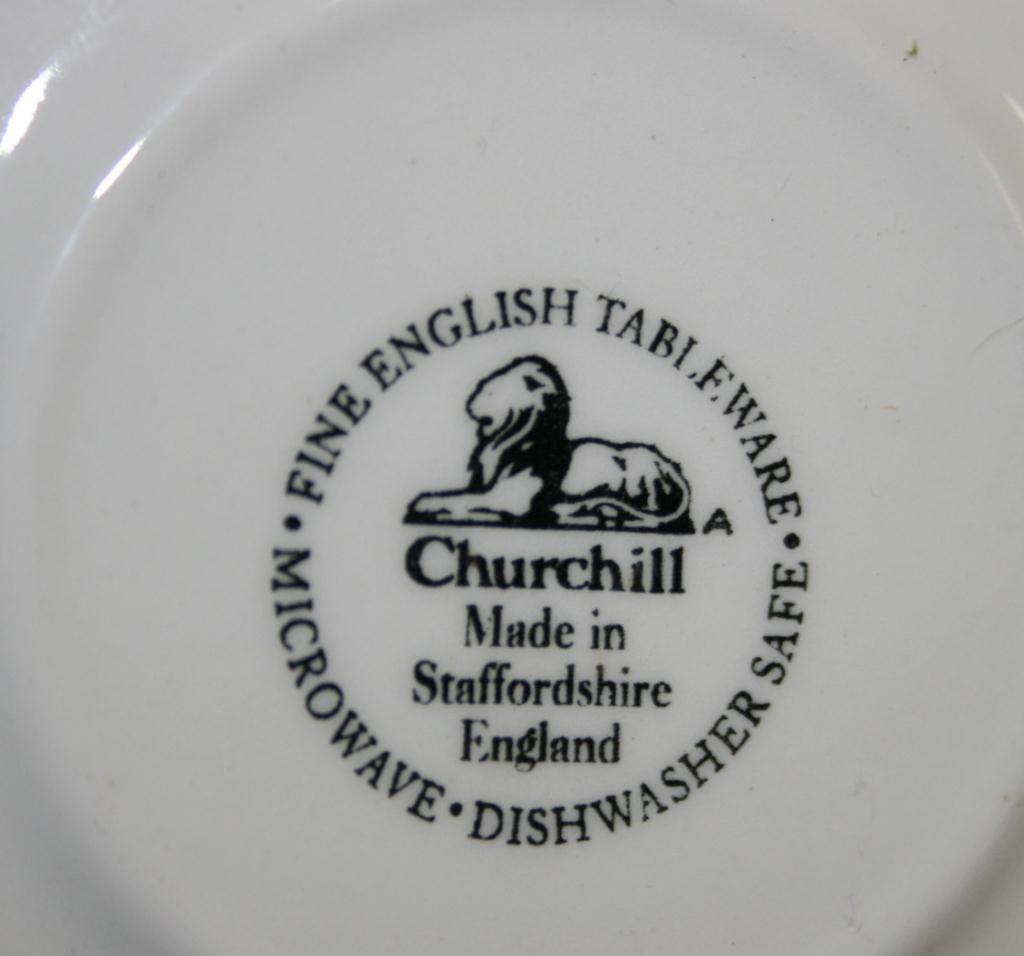 • FINE ENGLISH TABLEWARE •
MICROWAVE • DISHWASHER SAFE
A
Churchill
Made in
Staffordshire
England